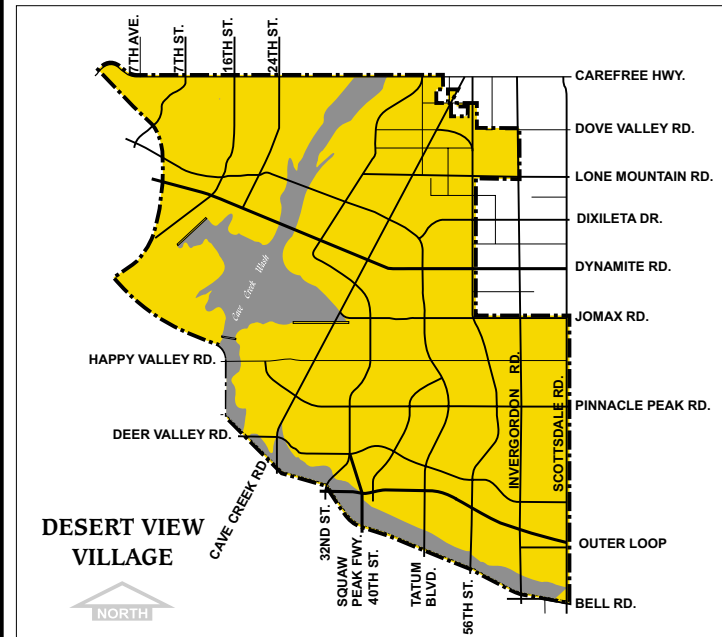 7TH AVE.
7TH ST.
16TH ST.
24TH ST.
CAREFREE HWY.
DOVE VALLEY RD.
LONE MOUNTAIN RD.
DIXILETA DR.
DYNAMITE RD.
JOMAX RD.
Cave Creek Wash
HAPPY VALLEY RD.
INVERGORDON RD.
SCOTTSDALE RD.
PINNACLE PEAK RD.
DEER VALLEY RD.
CAVE CREEK RD.
DESERT VIEW
VILLAGE
NORTH
32ND ST.
SQUAW
PEAK FWY.
40TH ST.
TATUM
BLVD.
56TH ST.
OUTER LOOP
BELL RD.